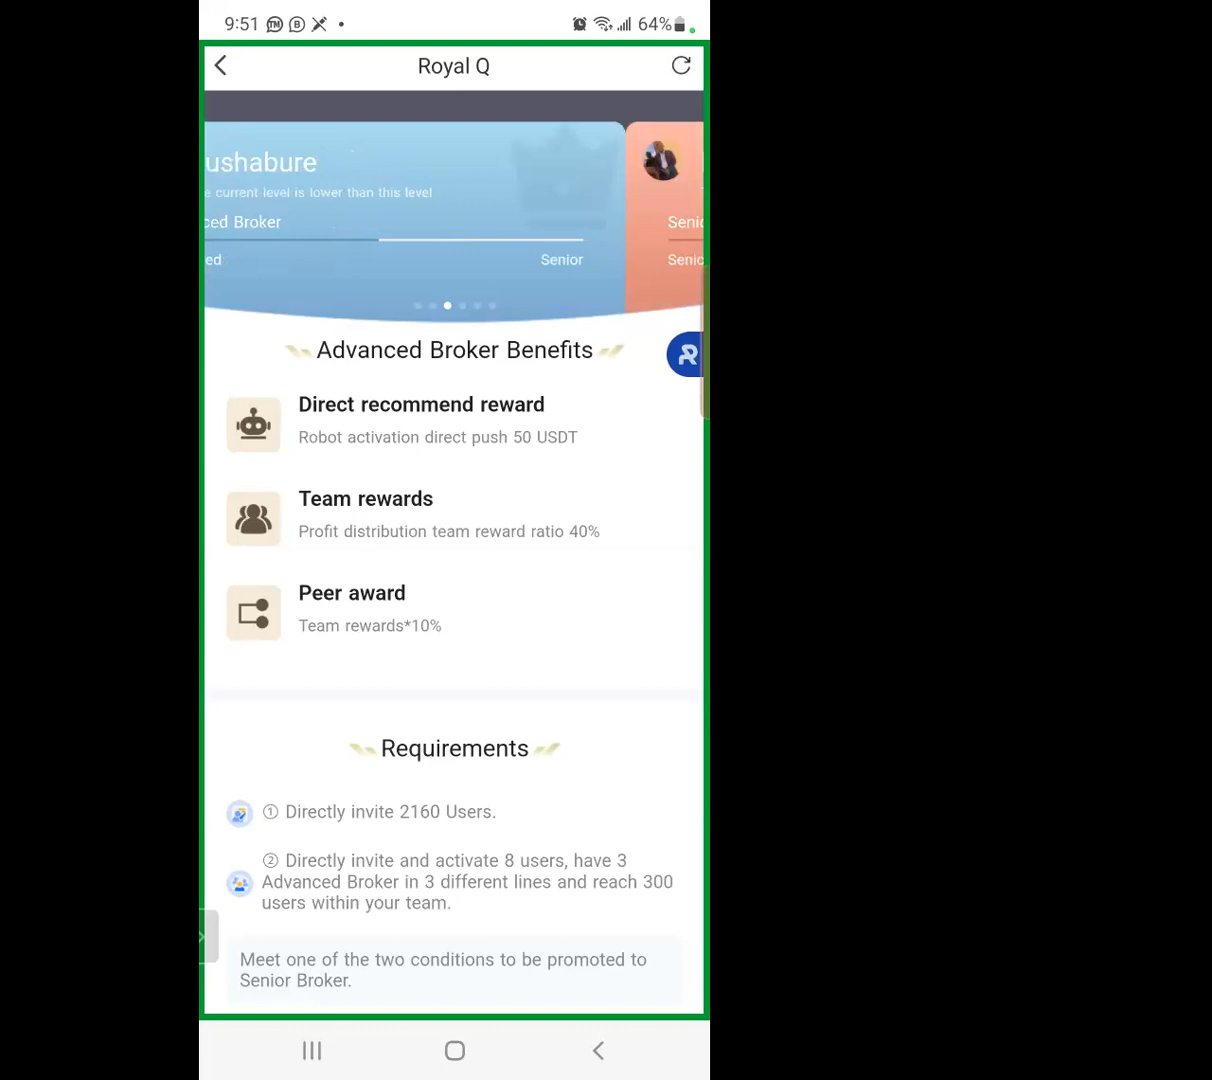 9:51
64%
Royal Q
ushabure
e current level is lower than this level
ced Broker
Senic
ed
Senior
Senic
Advanced Broker Benefits
Direct recommend reward
Robot activation direct push 50 USDT
Team rewards
Profit distribution team reward ratio 40%
Peer award
Team rewards*10%
Requirements
① Directly invite 2160 Users.
② Directly invite and activate 8 users, have 3
Advanced Broker in 3 different lines and reach 300
users within your team.
Meet one of the two conditions to be promoted to
Senior Broker.